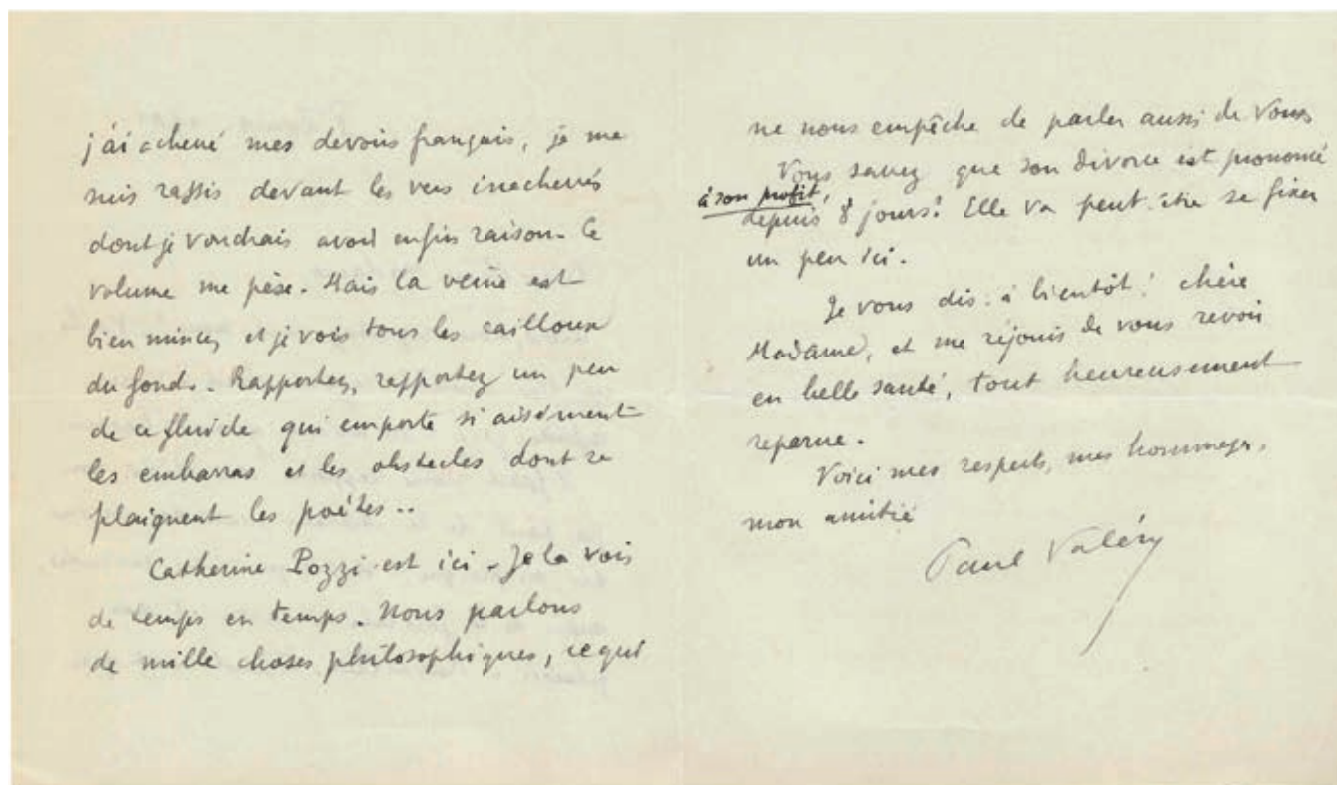 j'ai achevé mes devoirs français, je me
suis rassis devant les vers inachevés
dont je voudrais avoir enfin raison. Ce
volume me pèse. Mais la veine est
bien mince, et je vois tous les cailloux
du fond.. Rapportez, rapportez un peu
de ce fluide qui emporte si aisément
les embarras et les obstacles dont se
plaignent les poètes..
Catherine Pozzi est ici. Je la vois
de temps en temps. Nous parlons
de mille choses philosophiques, ce qui
ne nous empêche de parler aussi de vous
Vous savez que son divorce est prononcé
à son profit,
depuis 8 jours! Elle va peut-être se fixer
un peu ici.
Je vous dis: à bientôt! chère
Madame, et me réjouis de vous revoir
en belle santé, tout heureusement
reparue.
Voici mes respects, mes hommages,
mon amitié
Paul Valéry